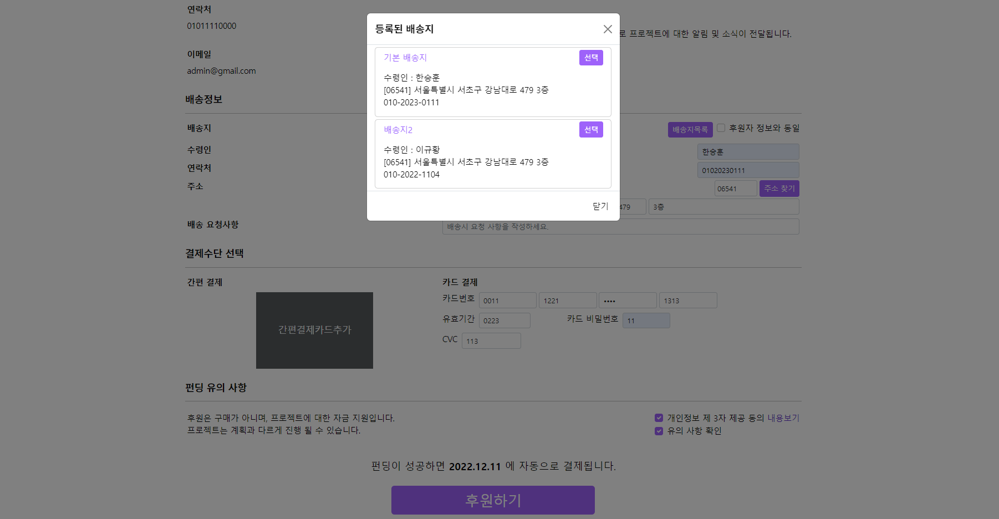 연락처
01011110000
로 프로젝트에 대한 알림 및 소식이 전달됩니다.
이메일
admin@gmail.com
등록된 배송지
기본 배송지
선택
수령인 : 한승훈
[06541] 서울특별시 서초구 강남대로 479 3층
010-2023-0111
배송지2
선택
수령인 : 이규황
[06541] 서울특별시 서초구 강남대로 479 3층
010-2022-1104
닫기
배송정보
배송지
배송지목록 후원자 정보와 동일
수령인
한승훈
연락처
01020230111
주소
06541 주소 찾기
479 3층
배송 요청사항
배송시 요청 사항을 작성하세요.
결제수단 선택
간편 결제
간편결제카드추가
카드 결제
카드번호 0011 1221 •••• 1313
유효기간 0223 카드 비밀번호 11
CVC 113
펀딩 유의 사항
후원은 구매가 아니며, 프로젝트에 대한 자금 지원입니다.
프로젝트는 계획과 다르게 진행 될 수 있습니다.
개인정보 제 3자 제공 동의 내용보기
유의 사항 확인
펀딩이 성공하면 2022.12.11 에 자동으로 결제됩니다.
후원하기